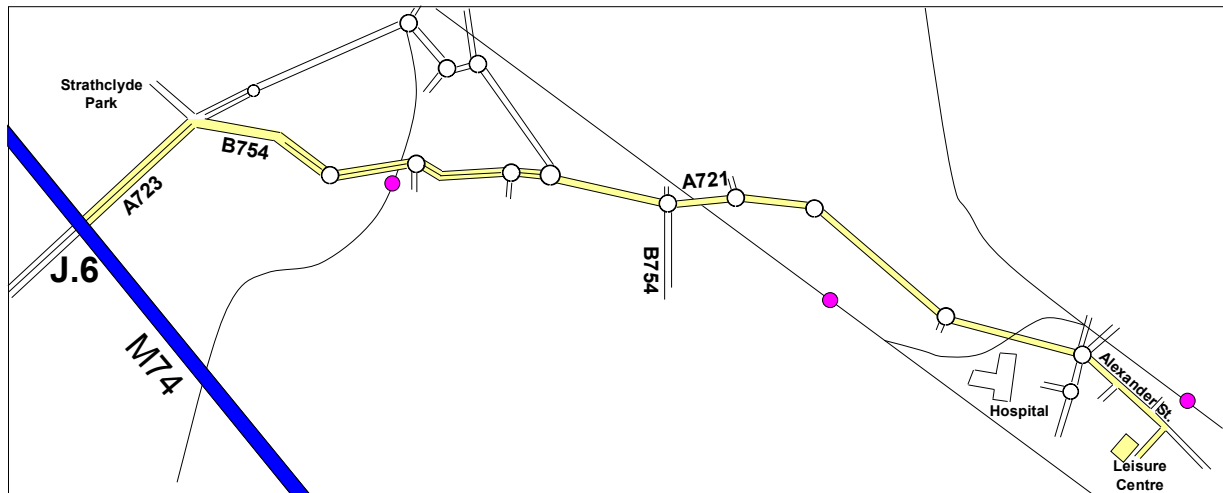 Strathclyde
Park
B754
A723
A721
B754
J.6
M74
Alexander St.
Hospital
Leisure
Centre